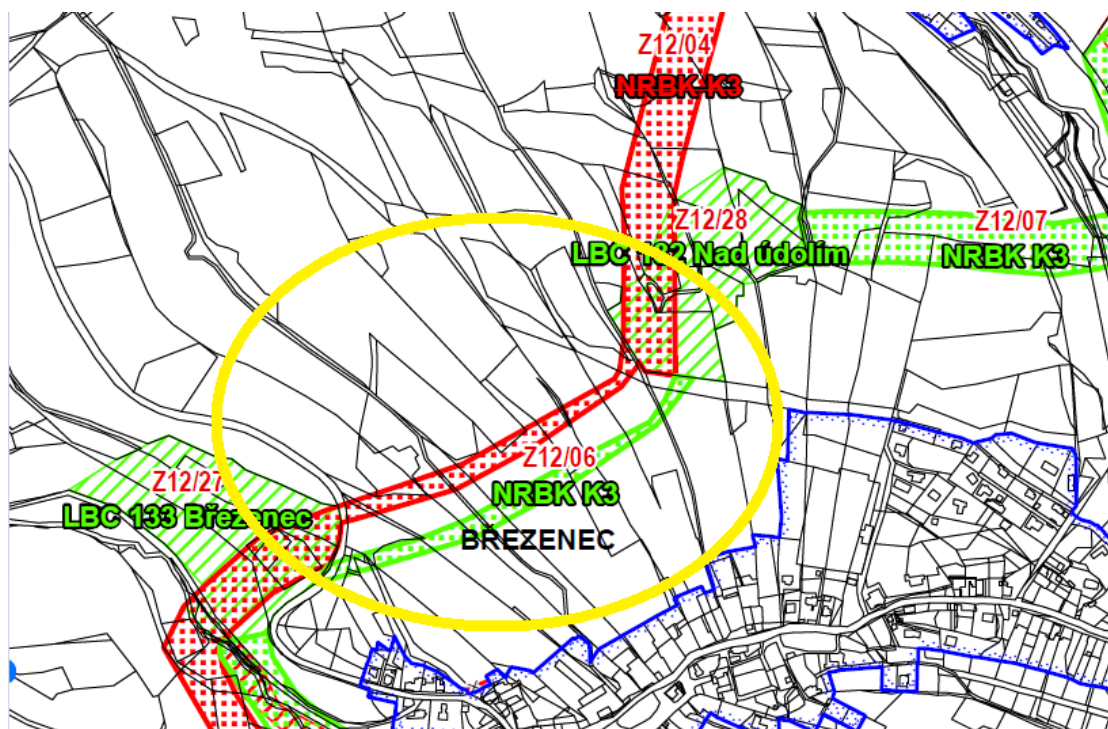 Z12/04
NRBK K3
Z12/28
LBC 132 Nad údolím
Z12/07
NRBK K3
Z12/06
NRBK K3
Z12/27
LBC 133 Březenec
BŘEZENEC